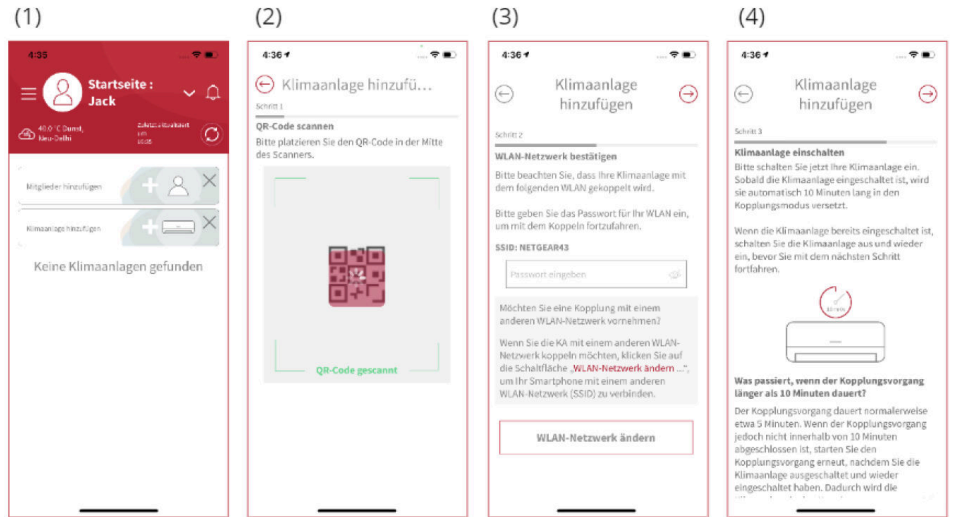 (1)
4:35
Startseite :
Jack
40.0 °C Dunst,
Neu-Delhi
Zuletzt aktualisiert
um
10:35
Mitglieder hinzufügen
Klimaanlage hinzufügen
Keine Klimaanlagen gefunden
(2)
4:36
Klimaanlage hinzufü...
Schritt 1
QR-Code scannen
Bitte platzieren Sie den QR-Code in der Mitte
des Scanners.
QR-Code gescannt
(3)
4:36
Klimaanlage
hinzufügen
Schritt 2
WLAN-Netzwerk bestätigen
Bitte beachten Sie, dass Ihre Klimaanlage mit
dem folgenden WLAN gekoppelt wird.
Bitte geben Sie das Passwort für Ihr WLAN ein,
um mit dem Koppeln fortzufahren.
SSID: NETGEAR43
Passwort eingeben
Möchten Sie eine Kopplung mit einem
anderen WLAN-Netzwerk vornehmen?
Wenn Sie die KA mit einem anderen WLAN-
Netzwerk koppeln möchten, klicken Sie auf
die Schaltfläche „WLAN-Netzwerk ändern ...",
um Ihr Smartphone mit einem anderen
WLAN-Netzwerk (SSID) zu verbinden.
WLAN-Netzwerk ändern
(4)
4:36
Klimaanlage
hinzufügen
Schritt 3
Klimaanlage einschalten
Bitte schalten Sie jetzt Ihre Klimaanlage ein.
Sobald die Klimaanlage eingeschaltet ist, wird
sie automatisch 10 Minuten lang in den
Kopplungsmodus versetzt.
Wenn die Klimaanlage bereits eingeschaltet ist,
schalten Sie die Klimaanlage aus und wieder
ein, bevor Sie mit dem nächsten Schritt
fortfahren.
Was passiert, wenn der Kopplungsvorgang
länger als 10 Minuten dauert?
Der Kopplungsvorgang dauert normalerweise
etwa 5 Minuten. Wenn der Kopplungsvorgang
jedoch nicht innerhalb von 10 Minuten
abgeschlossen ist, starten Sie den
Kopplungsvorgang erneut, nachdem Sie die
Klimaanlage ausgeschaltet und wieder
eingeschaltet haben. Dadurch wird die